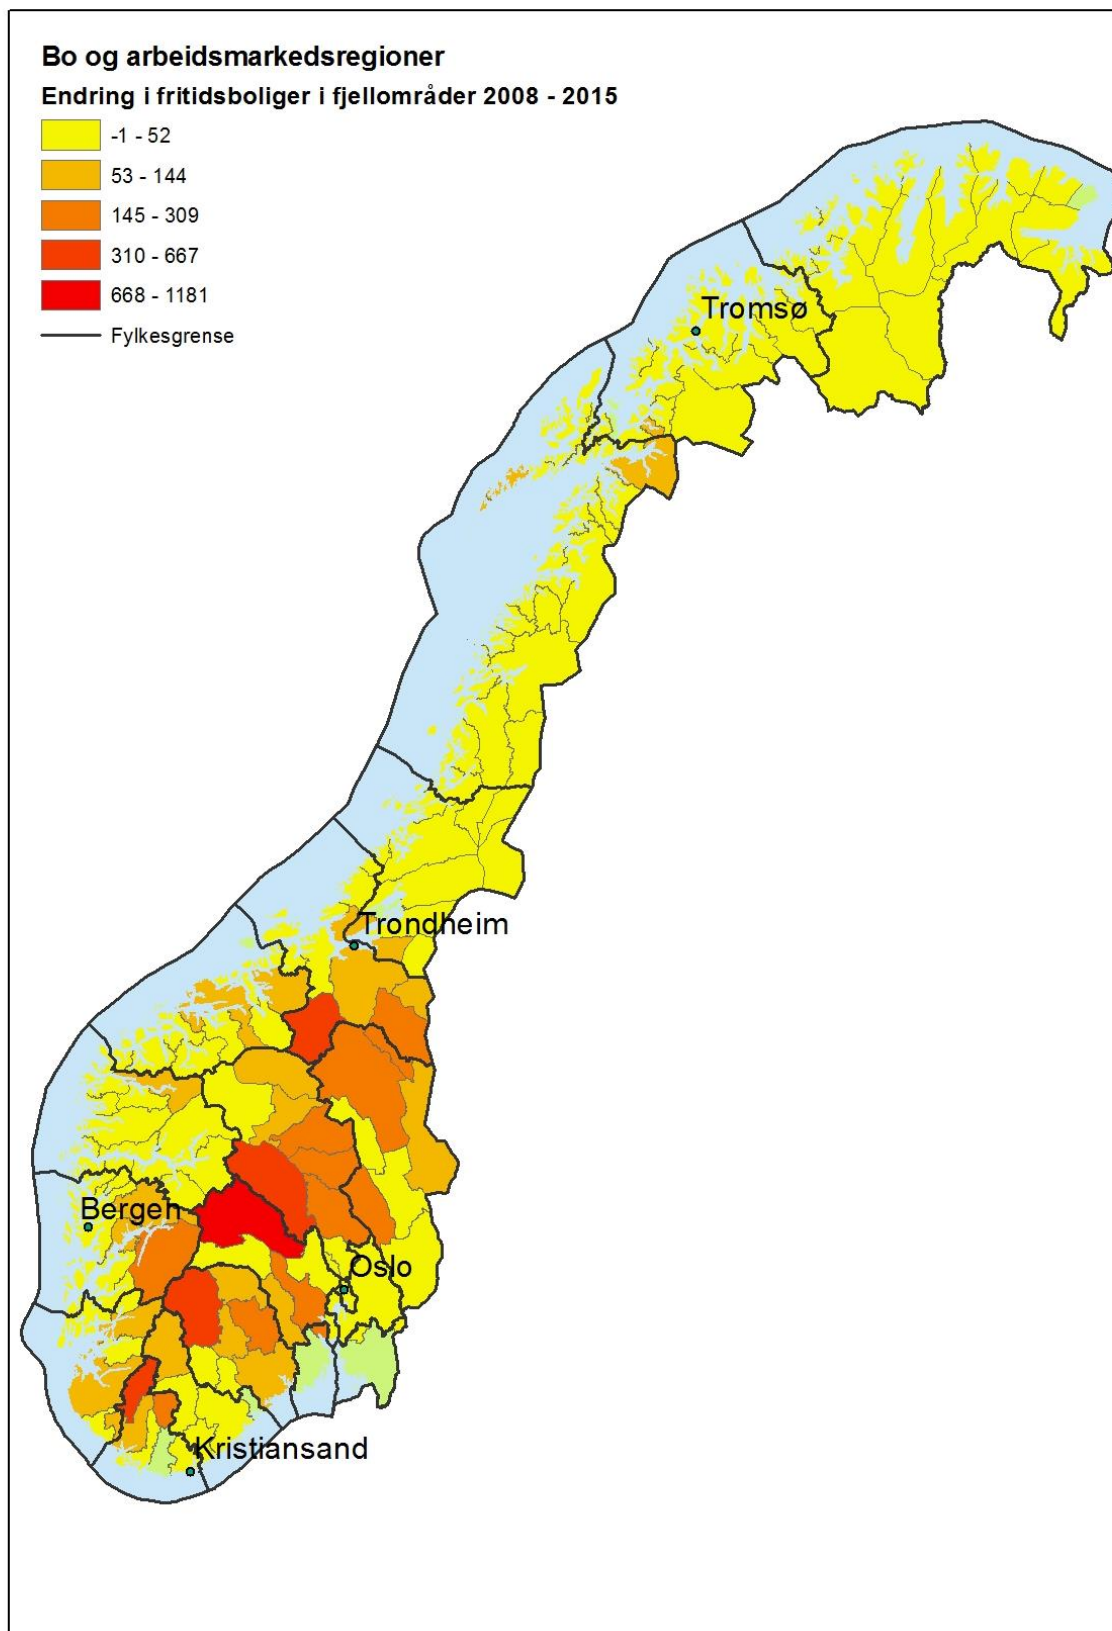 Bo og arbeidsmarkedsregioner
Endring i fritidsboliger i fjellområder 2008 - 2015
-1 - 52
53 - 144
145 - 309
310 - 667
668 - 1181
Fylkesgrense
Tromsø
Trondheim
Bergen
Oslo
Kristiansand